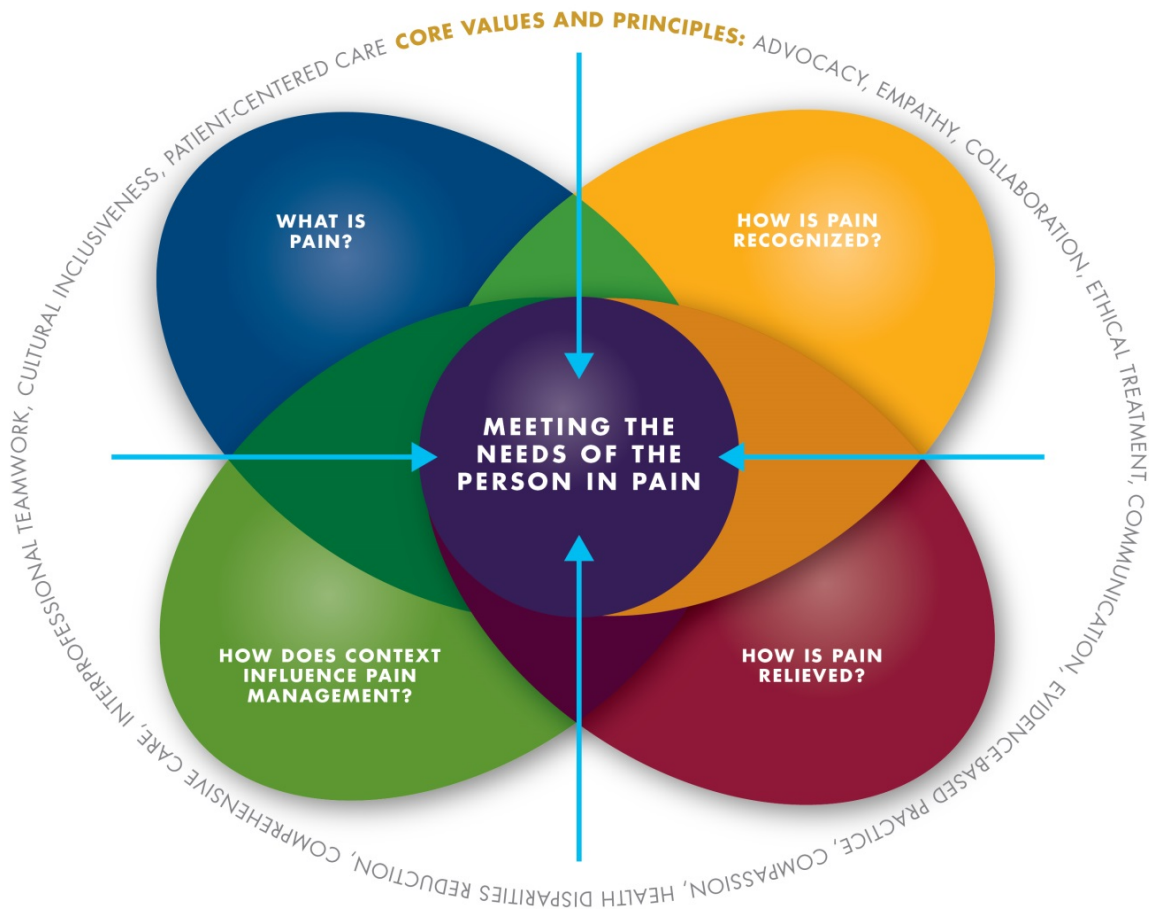 CORE VALUES AND PRINCIPLES: ADVOCACY, EMPATHY, COLLABORATION, ETHICAL TREATMENT, COMMUNICATION, EVIDENCE-BASED PRACTICE, COMPASSION, HEALTH DISPARITIES REDUCTION, COMPREHENSIVE CARE, INTERPROFESSIONAL TEAMWORK, CULTURAL INCLUSIVENESS, PATIENT-CENTERED CARE
WHAT IS
PAIN?
HOW IS PAIN
RECOGNIZED?
MEETING THE
NEEDS OF THE
PERSON IN PAIN
HOW DOES CONTEXT
INFLUENCE PAIN
MANAGEMENT?
HOW IS PAIN
RELIEVED?